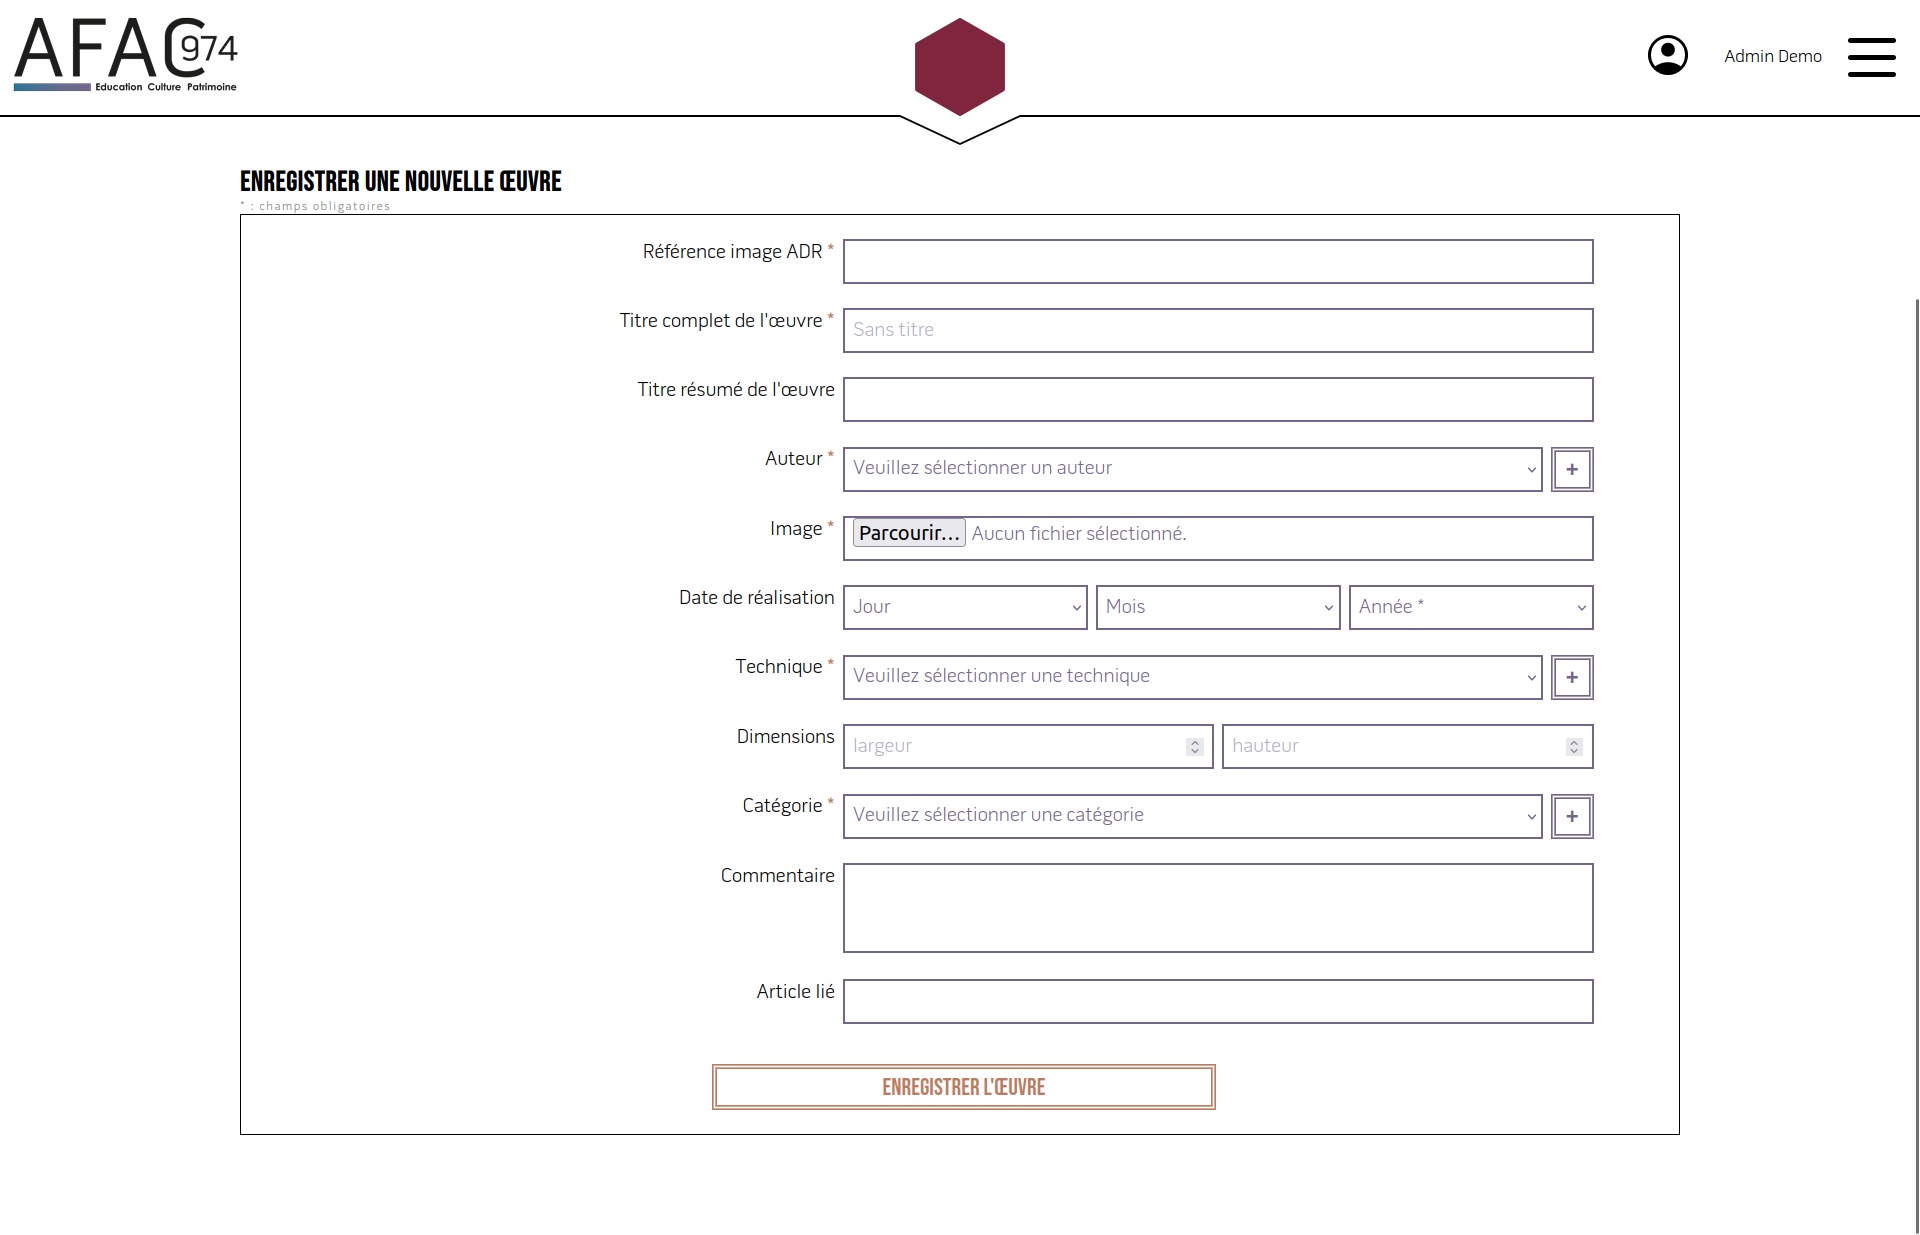 AFAC974
Education Culture Patrimoine
Admin Demo
ENREGISTRER UNE NOUVELLE ŒUVRE
* : champs obligatoires
Référence image ADR *
Titre complet de l'œuvre * Sans titre
Titre résumé de l'œuvre
Auteur * Veuillez sélectionner un auteur +
Image * Parcourir... Aucun fichier sélectionné.
Date de réalisation Jour Mois Année *
Technique * Veuillez sélectionner une technique +
Dimensions largeur hauteur
Catégorie * Veuillez sélectionner une catégorie +
Commentaire
Article lié
ENREGISTRER L'ŒUVRE